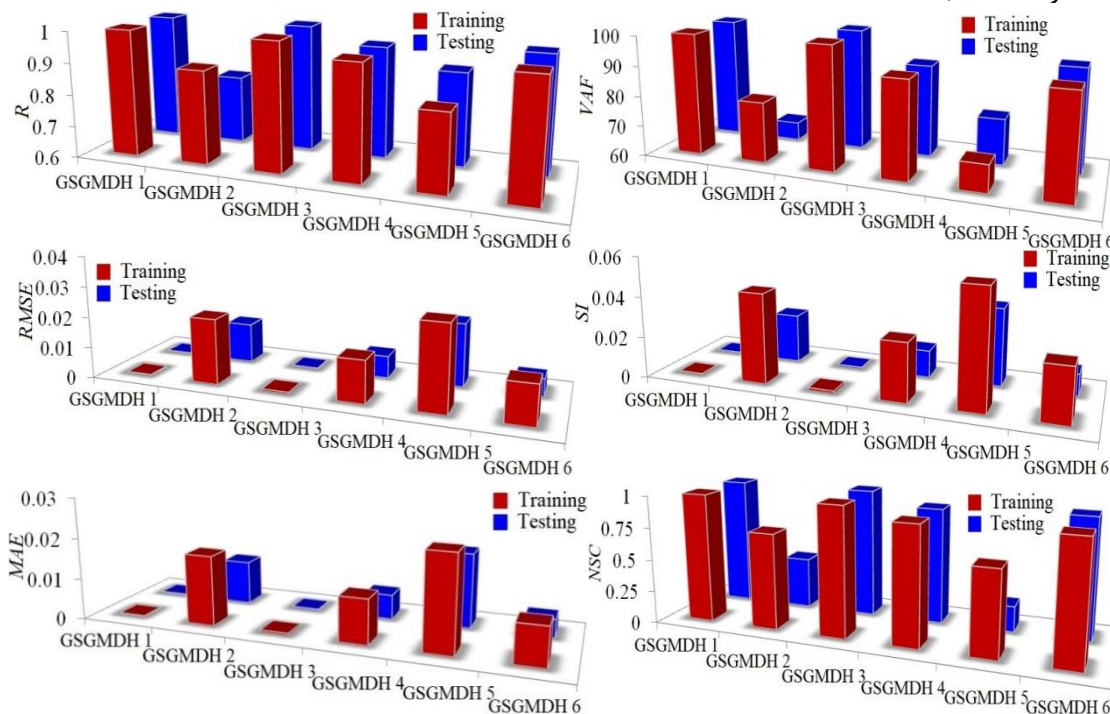 Training
Testing
1
0.9
0.8
0.7
0.6
R
GSGMDH 1
GSGMDH 2
GSGMDH 3
GSGMDH 4
GSGMDH 5
GSGMDH 6
Training
Testing
100
90
80
70
60
VAF
GSGMDH 1
GSGMDH 2
GSGMDH 3
GSGMDH 4
GSGMDH 5
GSGMDH 6
Training
Testing
0.04
0.03
0.02
0.01
0
RMSE
GSGMDH 1
GSGMDH 2
GSGMDH 3
GSGMDH 4
GSGMDH 5
GSGMDH 6
Training
Testing
0.06
0.04
0.02
0
SI
GSGMDH 1
GSGMDH 2
GSGMDH 3
GSGMDH 4
GSGMDH 5
GSGMDH 6
Training
Testing
0.03
0.02
0.01
0
MAE
GSGMDH 1
GSGMDH 2
GSGMDH 3
GSGMDH 4
GSGMDH 5
GSGMDH 6
Training
Testing
1
0.75
0.5
0.25
0
NSC
GSGMDH 1
GSGMDH 2
GSGMDH 3
GSGMDH 4
GSGMDH 5
GSGMDH 6